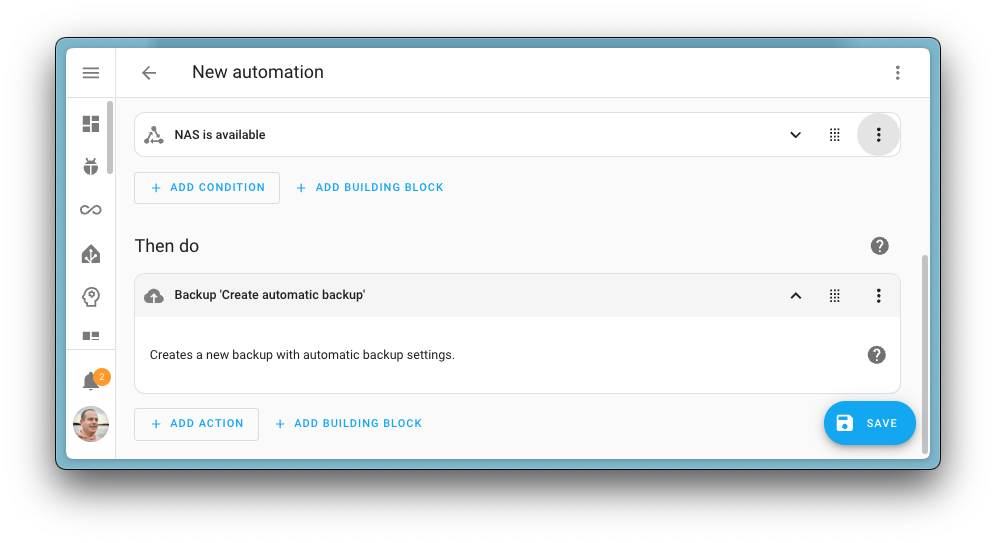 New automation
NAS is available
+ ADD CONDITION + ADD BUILDING BLOCK
Then do
Backup 'Create automatic backup'
Creates a new backup with automatic backup settings.
2
+ ADD ACTION + ADD BUILDING BLOCK
SAVE